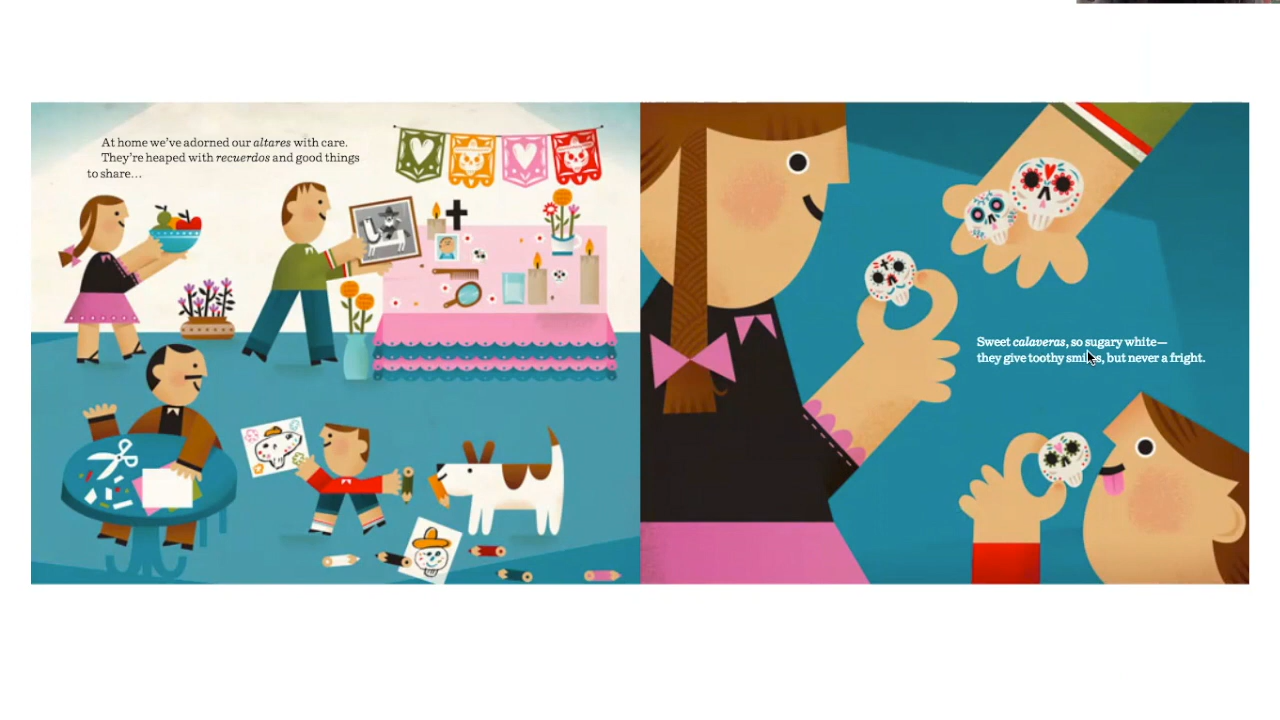 At home we've adorned our altares with care.
They're heaped with recuerdos and good things
to share…
Sweet calaveras, so sugary white—
they give toothy smiles, but never a fright.